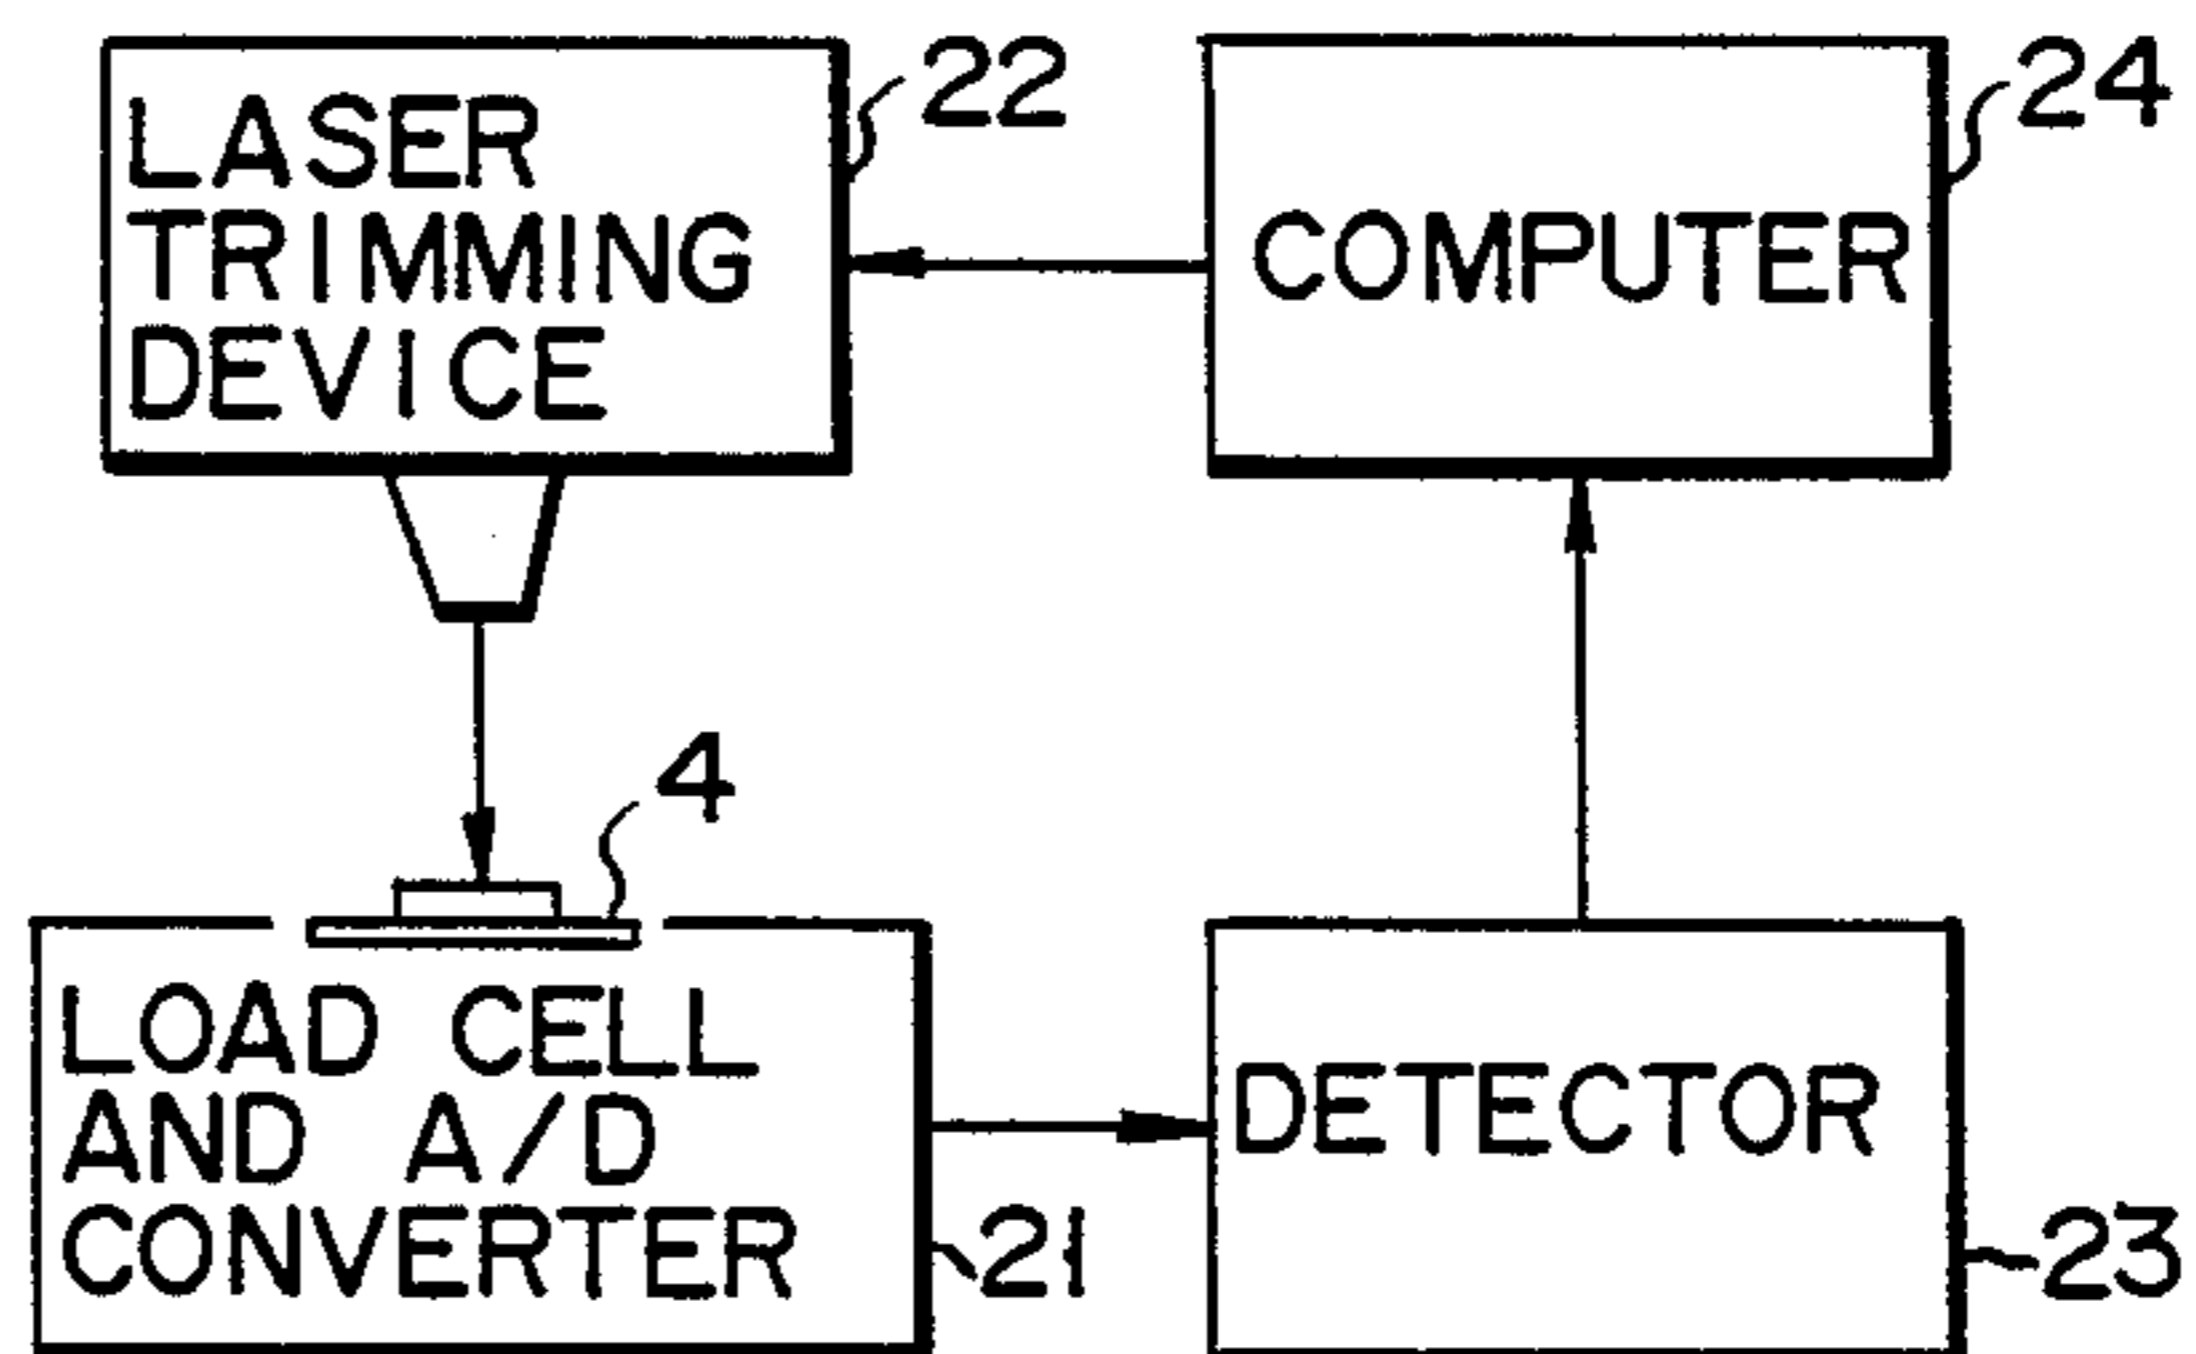 LASER
TRIMMING
DEVICE
22
COMPUTER
24
4
LOAD CELL
AND A/D
CONVERTER
21
DETECTOR
23